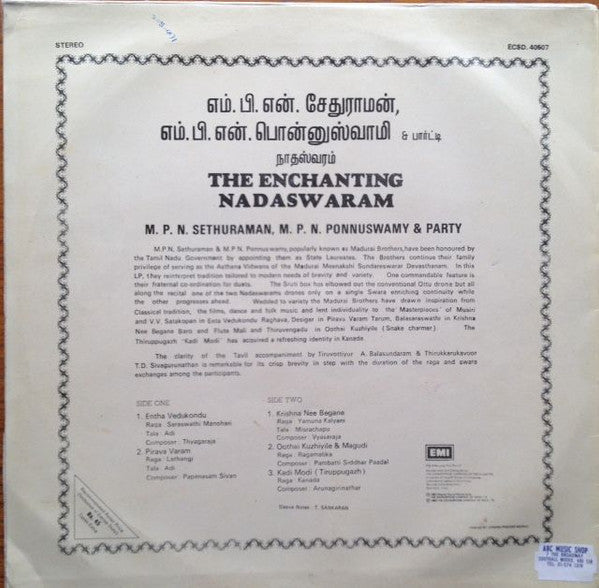 STEREO
ECSD. 40507
எம். பி. என். சேதுராமன்,
எம். பி. என். பொன்னுஸ்வாமி & பார்ட்டி
நாதஸ்வரம்
THE ENCHANTING
NADASWARAM
M. P. N. SETHURAMAN, M. P. N. PONNUSWAMY & PARTY
M.P.N. Sethuraman & M.P.N. Ponnuswamys, popularly known as Madurai Brothers, have been honoured by
the Tamil Nadu Government by appointing them as State Laureates. The Brothers continue their family
privilege of serving as the Asthana Vidwans of the Madurai Meenakshi Sundareswarar Devasthanam. In this
LP, they reinterpret tradition tailored to modern needs of brevity and variety. One commendable feature is
their fraternal co-ordination for duets. The Sruti box has elbowed out the conventional Ottu drone but all
along the recital one of the two Nadaswarams drones only on a single Swara enriching continuity while
the other progresses ahead. Wedded to variety the Madurai Brothers have drawn inspiration from
Classical tradition, the films, dance and folk music and lent individuality to the 'Masterpieces' of Musiri
and V.V. Satakopan in Enta Vedukondu Raghava, Desigar in Piravu Varam Tarum, Balasaraswathi in Krishna
Nee Begane Baro and Flute Mali and Thiruvengadu in Oothai Kuzhiyile (Snake charmer). The
Thiruppugazh 'Kadi Modi' has acquired a refreshing identity in Kanada.
The clarity of the Tavil accompaniment by Tiruvottiyur A. Balasundaram & Thirukkarukavoor
T.D. Sivagurunathan is remarkable for its crisp brevity in step with the duration of the raga and swara
exchanges among the participants.
SIDE ONE
1. Entha Vedukondu
Raga: Saraswathi Manohari
Tala: Adi
Composer: Thyagaraja
2. Pirava Varam
Raga: Lathangi
Tala: Adi
Composer: Papanasam Sivan
SIDE TWO
1. Krishna Nee Begane
Raga: Yamuna Kalyani
Tala: Misrachapu
Composer: Vyasaraja
2. Oothai Kuzhiyile & Magudi
Raga: Ragamalika
Composer: Pambatti Siddhar Paadal
3. Kadi Modi (Tiruppugazh)
Raga: Kanada
Composer: Arunagirinathar
Sleeve Notes: T. SANKARAN
EMI
Rs. 45
ABC MUSIC SHOP
7 THE BROADWAY